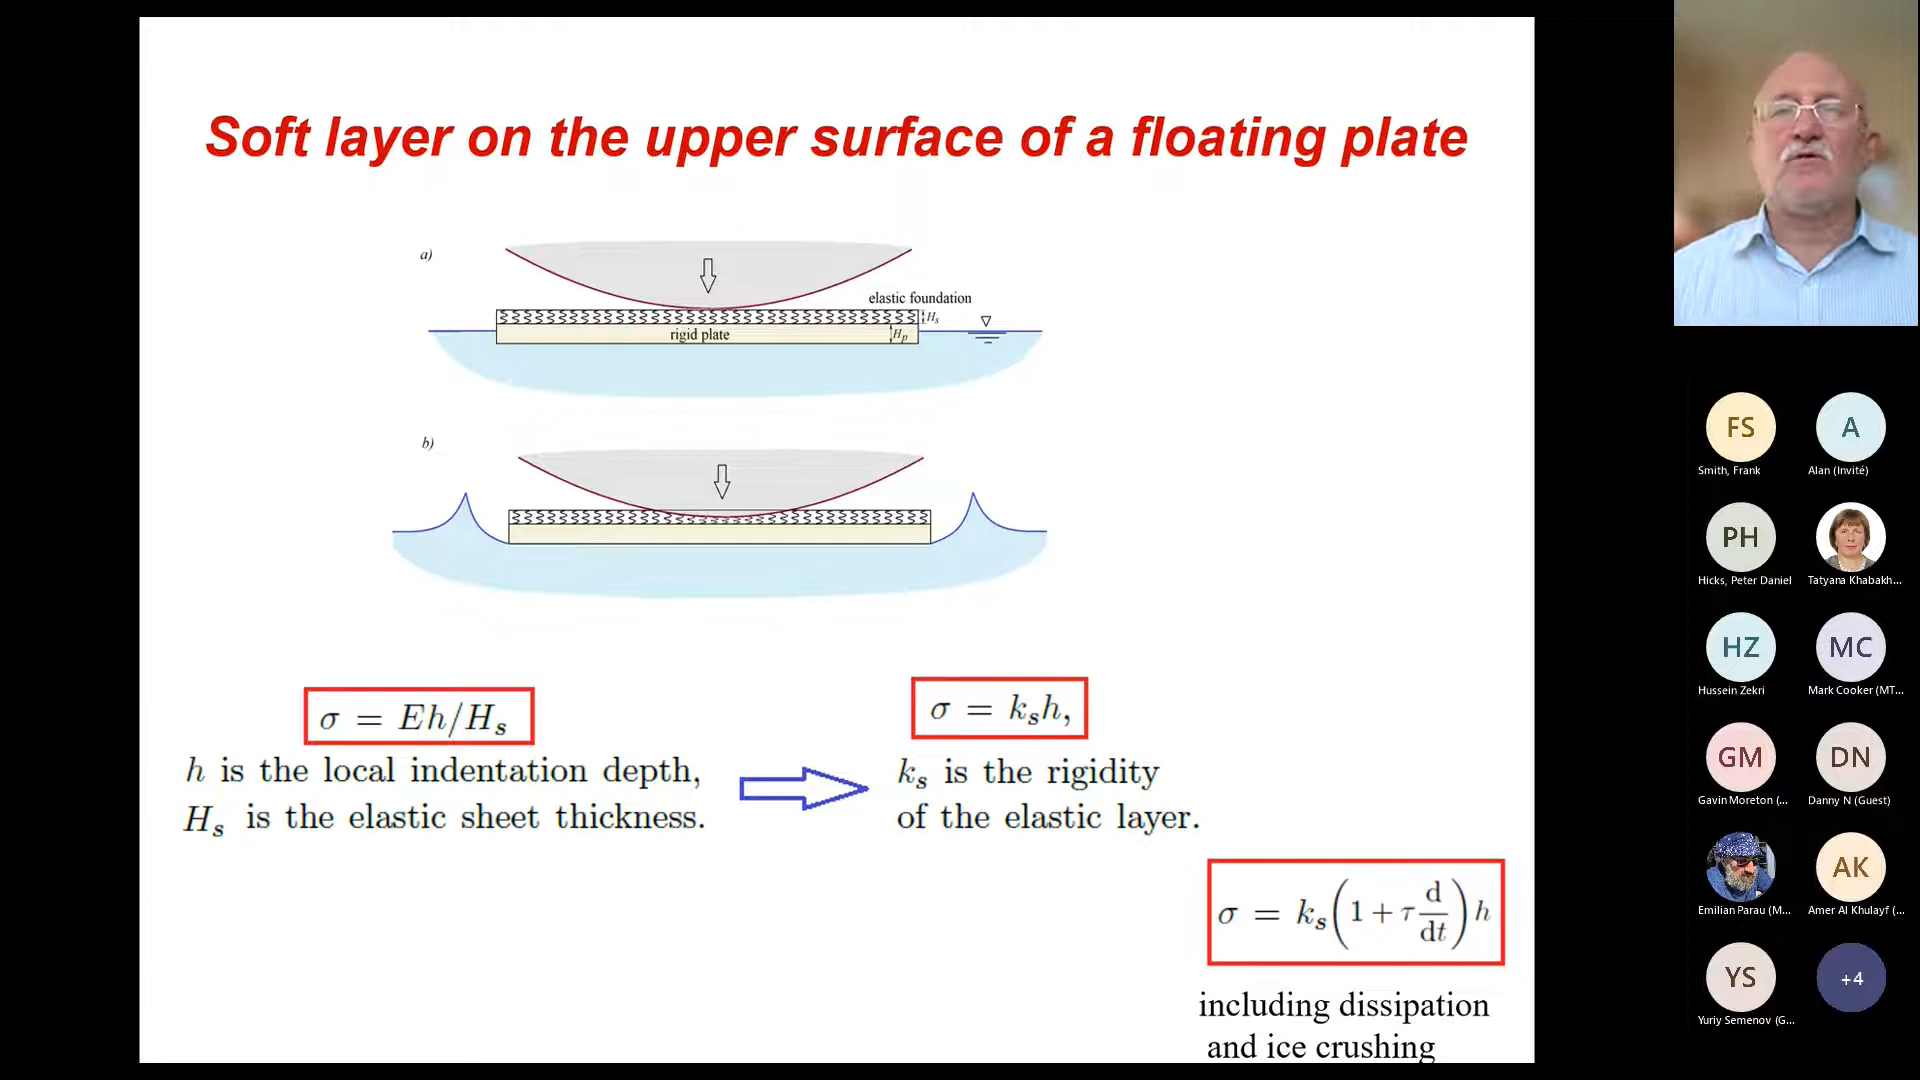 Soft layer on the upper surface of a floating plate
a)
elastic foundation
Hs
rigid plate
Hp
b)
σ = Eh/Hs
h is the local indentation depth,
Hs is the elastic sheet thickness.
σ = ksh,
ks is the rigidity
of the elastic layer.
σ = ks(1 + τ d/dt)h
including dissipation
and ice crushing
FS
Smith, Frank
A
Alan (Invité)
PH
Hicks, Peter Daniel
Tatyana Khabakh...
HZ
Hussein Zekri
MC
Mark Cooker (MT...
GM
Gavin Moreton (...
DN
Danny N (Guest)
Emilian Parau (M...
AK
Amer Al Khulayf (...
YS
Yuriy Semenov (G...
+4